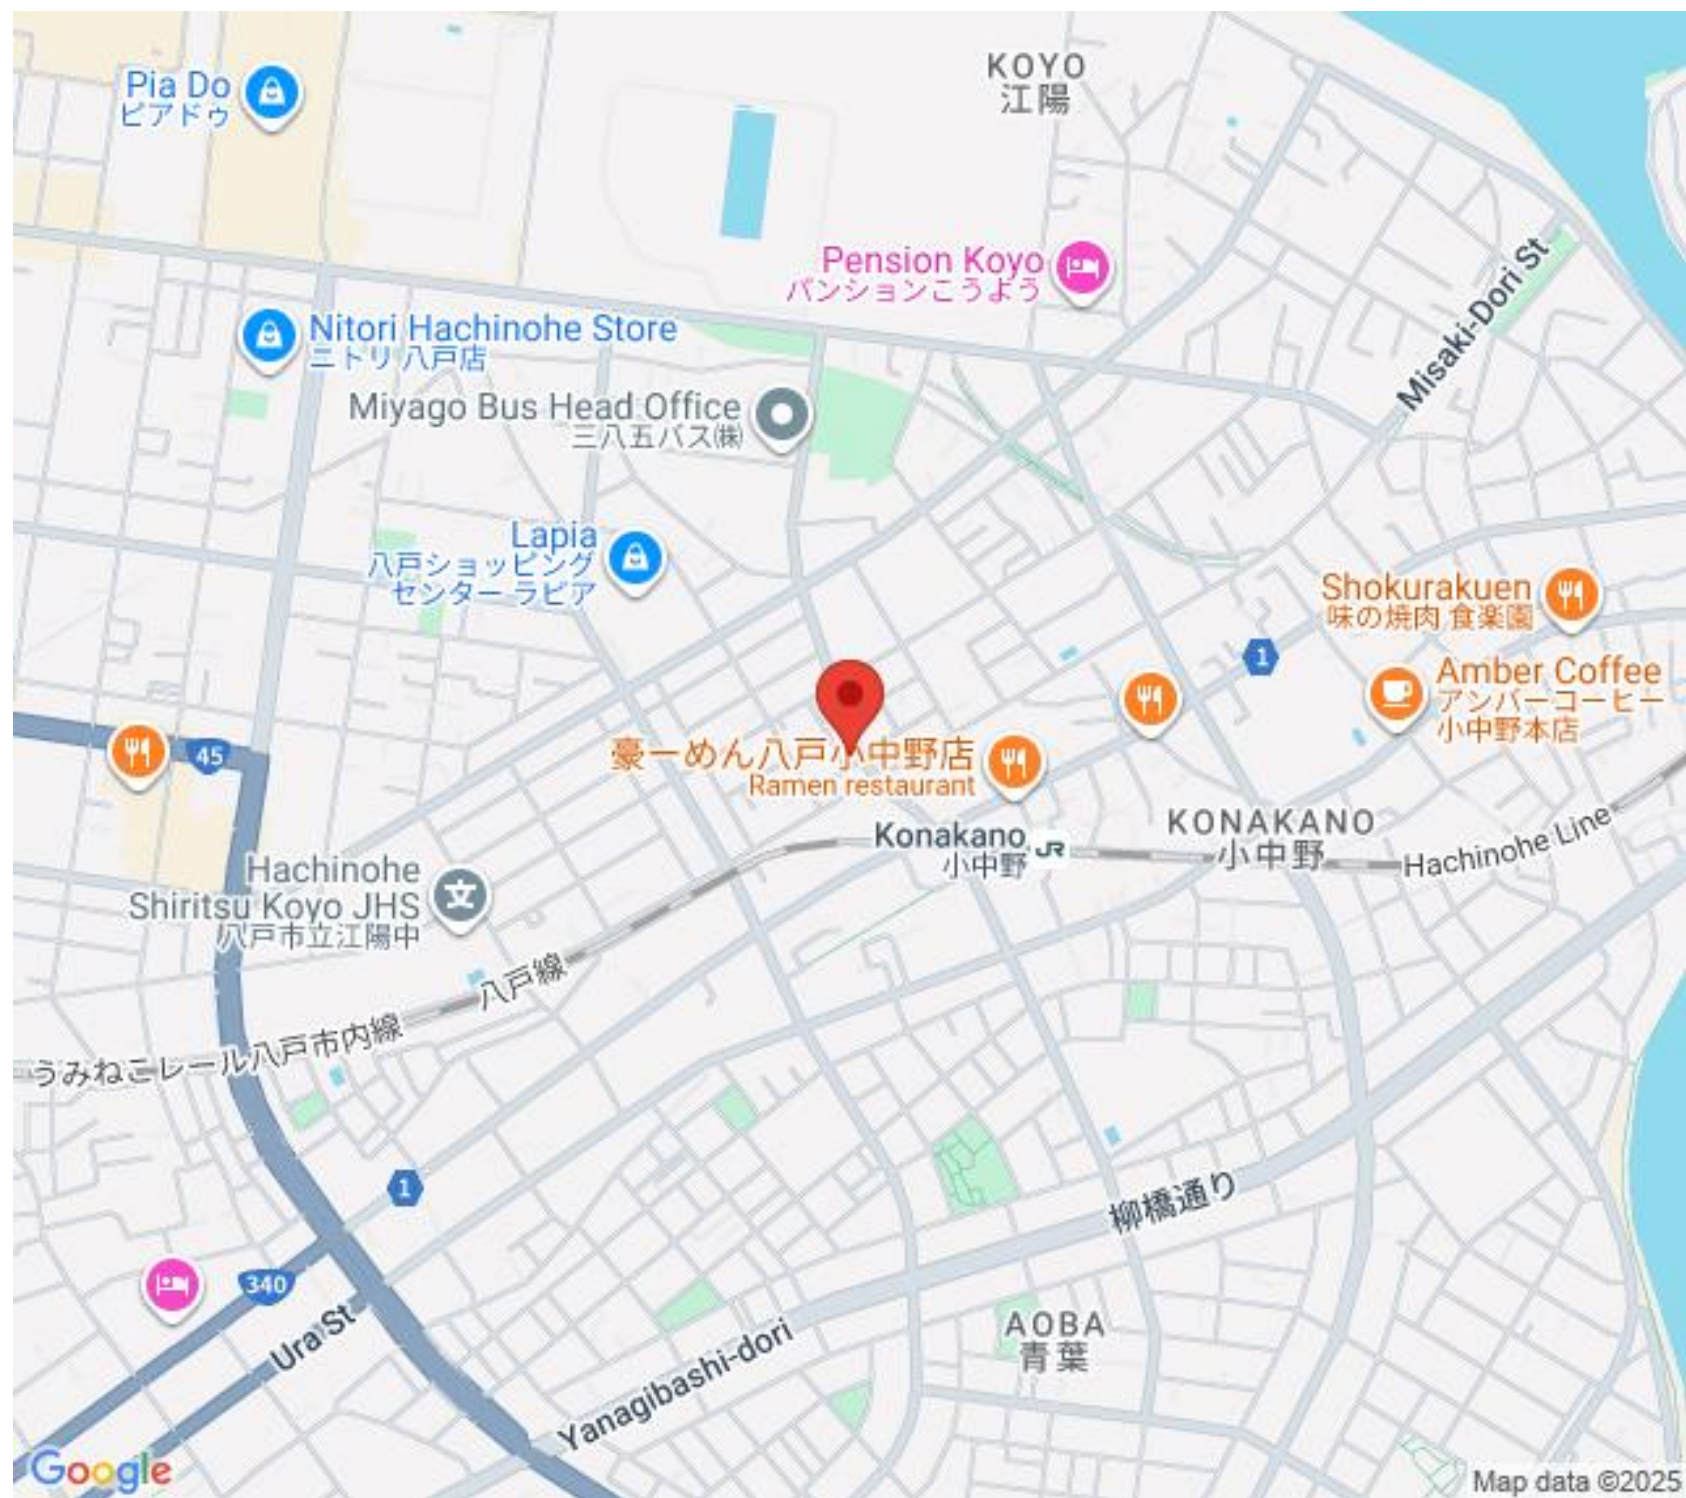 KOYO
江陽
Pia Do
ピアドゥ
Pension Koyo
パンションこうよう
Misaki-Dori St
Nitori Hachinohe Store
ニトリ 八戸店
Miyago Bus Head Office
三八五バス㈱
Lapia
八戸ショッピング
センター ラピア
Shokurakuen
味の焼肉 食楽園
1
Amber Coffee
アンバーコーヒー
小中野本店
45
豪ーめん八戸小中野店
Ramen restaurant
Konakano
小中野
JR
KONAKANO
小中野
Hachinohe Line
Hachinohe
Shiritsu Koyo JHS
八戸市立江陽中
文
八戸線
うみねこレール八戸市内線
1
柳橋通り
340
Ura St
AOBA
青葉
Yanagibashi-dori
Google
Map data ©2025